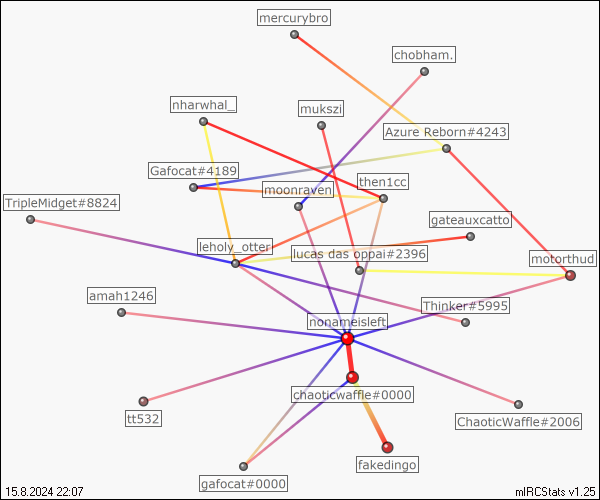 mercurybro
chobham.
nharwhal_
mukszi
Azure Reborn#4243
Gafocat#4189
then1cc
moonraven
TripleMidget#8824
gateauxcatto
leholy_otter
lucas das oppai#2396
motorthud
amah1246
Thinker#5995
nonameisleft
chaoticwaffle#0000
tt532
ChaoticWaffle#2006
fakedingo
gafocat#0000
15.8.2024 22:07
mIRCStats v1.25